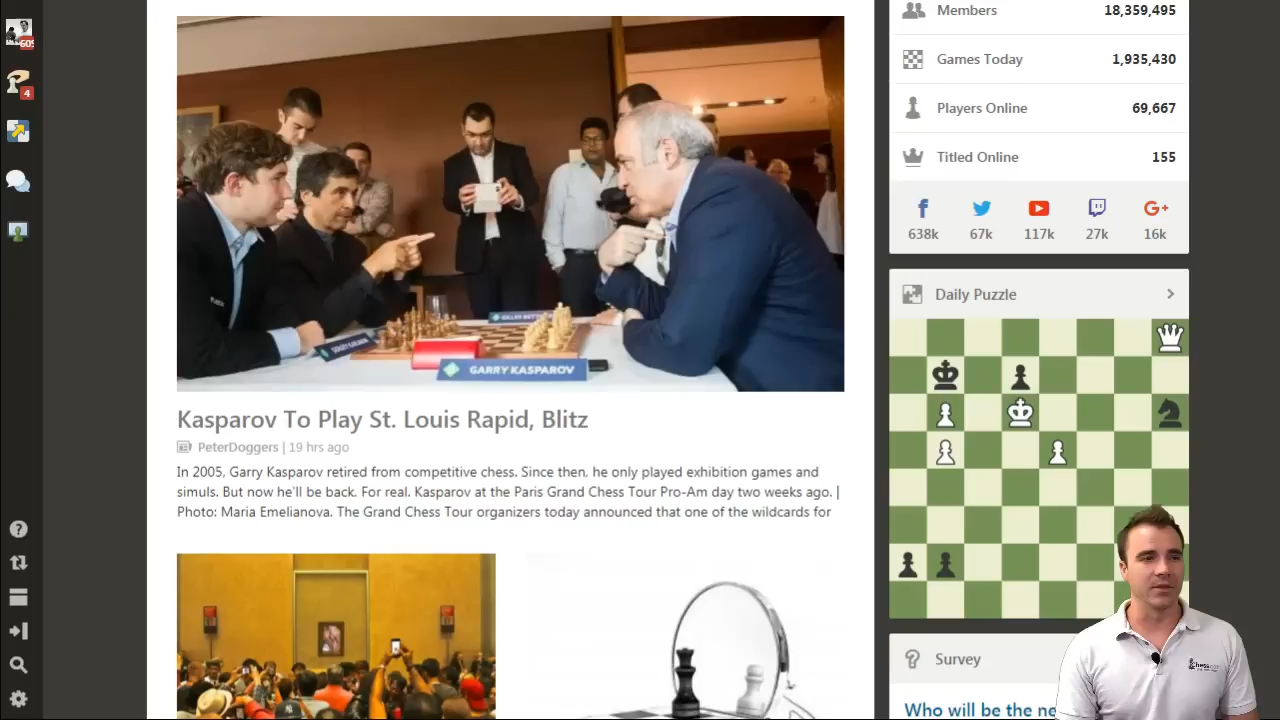 605
4
GARRY KASPAROV
Kasparov To Play St. Louis Rapid, Blitz
PeterDoggers | 19 hrs ago
In 2005, Garry Kasparov retired from competitive chess. Since then, he only played exhibition games and
simuls. But now he'll be back. For real. Kasparov at the Paris Grand Chess Tour Pro-Am day two weeks ago. |
Photo: Maria Emelianova. The Grand Chess Tour organizers today announced that one of the wildcards for
Members 18,359,495
Games Today 1,935,430
Players Online 69,667
Titled Online 155
638k 67k 117k 27k 16k
Daily Puzzle
Survey
Who will be the ne